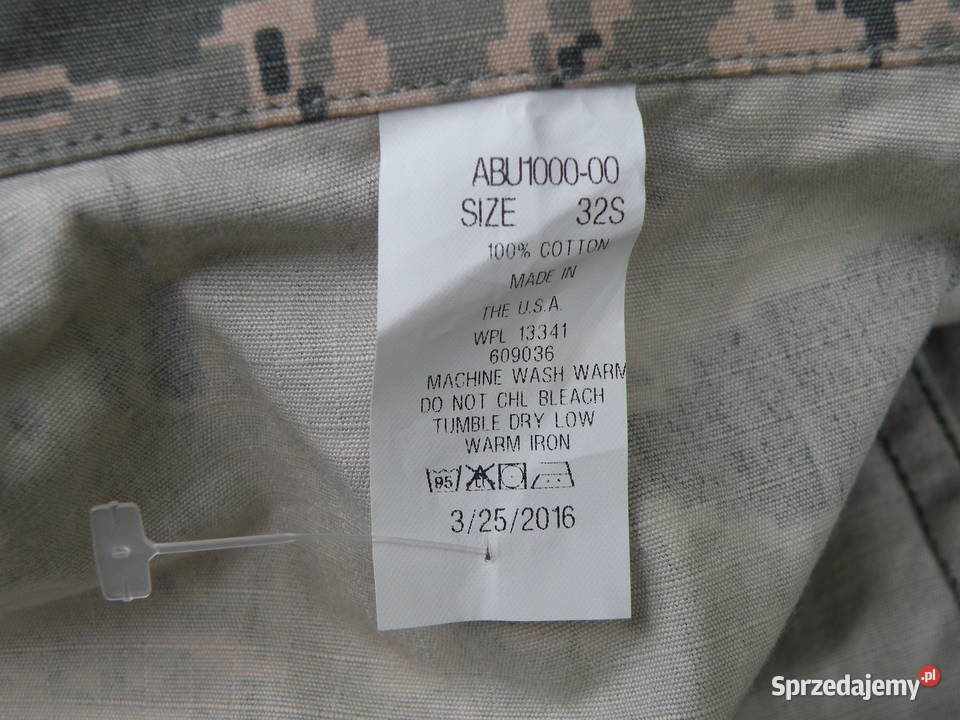 ABU1000-00
SIZE 32S
100% COTTON
MADE IN
THE U.S.A.
WPL 13341
609036
MACHINE WASH WARM
DO NOT CHL BLEACH
TUMBLE DRY LOW
WARM IRON
95 CL
3/25/2016
Sprzedajemy.pl